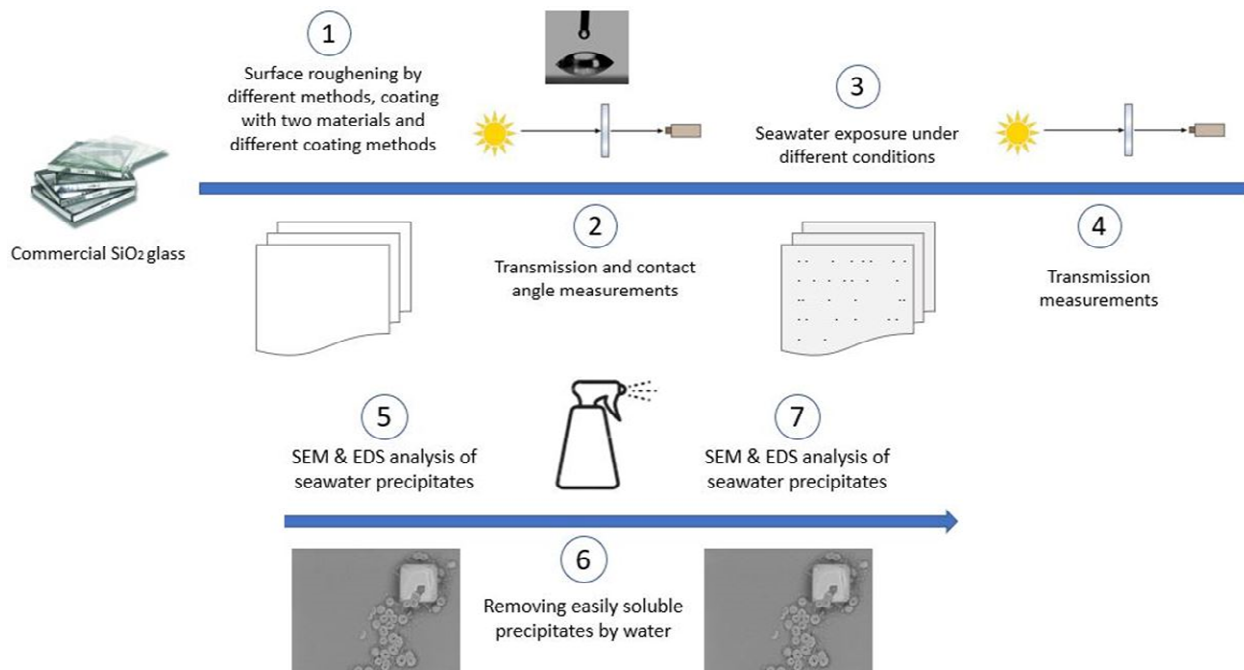 1
Surface roughening by
different methods, coating
with two materials and
different coating methods
3
Seawater exposure under
different conditions
Commercial SiO₂ glass
2
Transmission and contact
angle measurements
4
Transmission
measurements
5
SEM & EDS analysis of
seawater precipitates
7
SEM & EDS analysis of
seawater precipitates
6
Removing easily soluble
precipitates by water